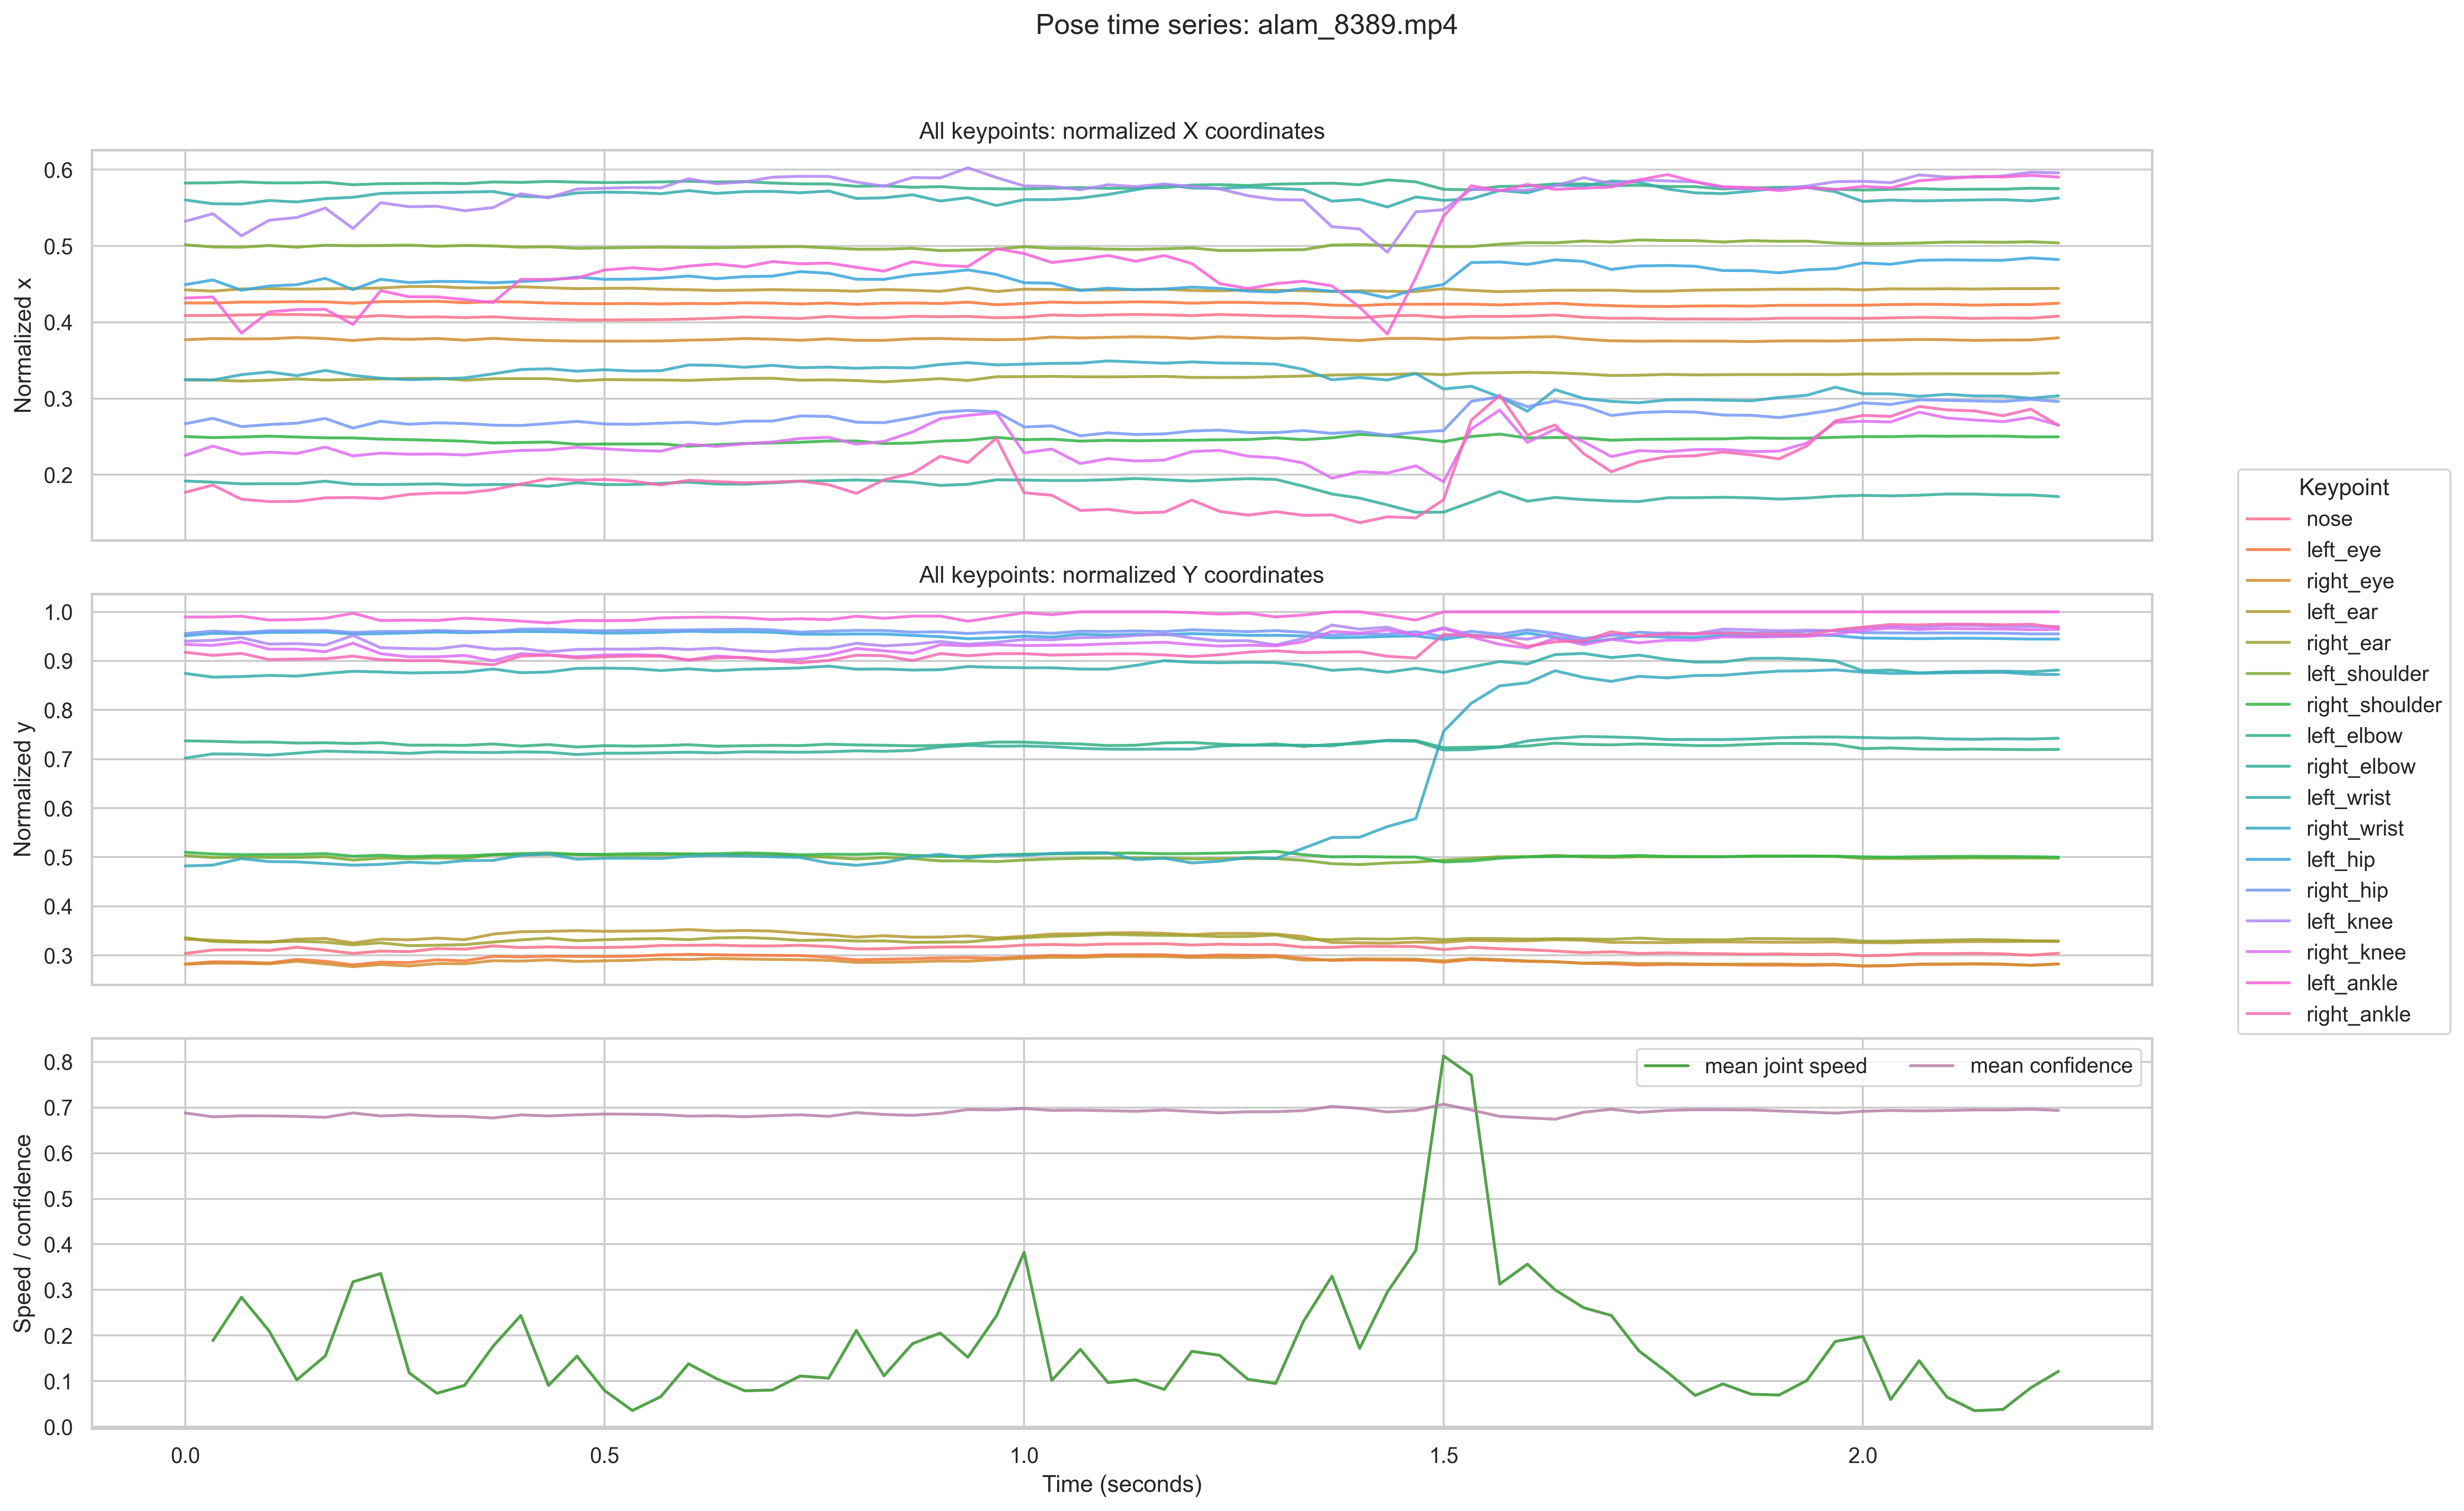 Pose time series: alam_8389.mp4
All keypoints: normalized X coordinates
Normalized x
0.6
0.5
0.4
0.3
0.2
All keypoints: normalized Y coordinates
Normalized y
1.0
0.9
0.8
0.7
0.6
0.5
0.4
0.3
Keypoint
nose
left_eye
right_eye
left_ear
right_ear
left_shoulder
right_shoulder
left_elbow
right_elbow
left_wrist
right_wrist
left_hip
right_hip
left_knee
right_knee
left_ankle
right_ankle
mean joint speed
mean confidence
Speed / confidence
0.8
0.7
0.6
0.5
0.4
0.3
0.2
0.1
0.0
0.0 0.5 1.0 1.5 2.0
Time (seconds)